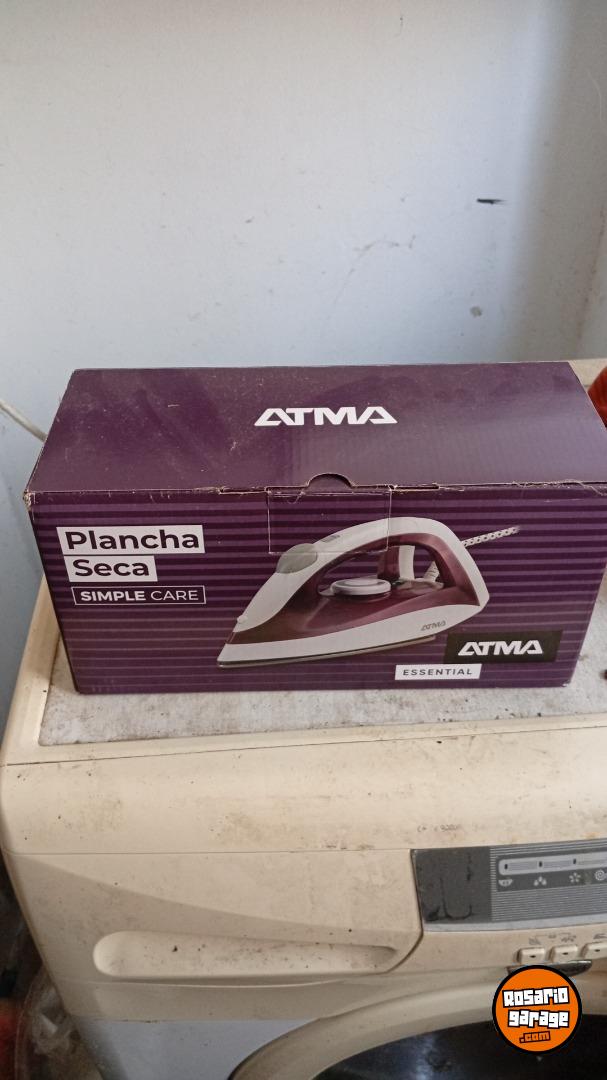 ATMA
Plancha
Seca
SIMPLE CARE
ATMA
ATMA
ESSENTIAL
Rosario
garage
.com